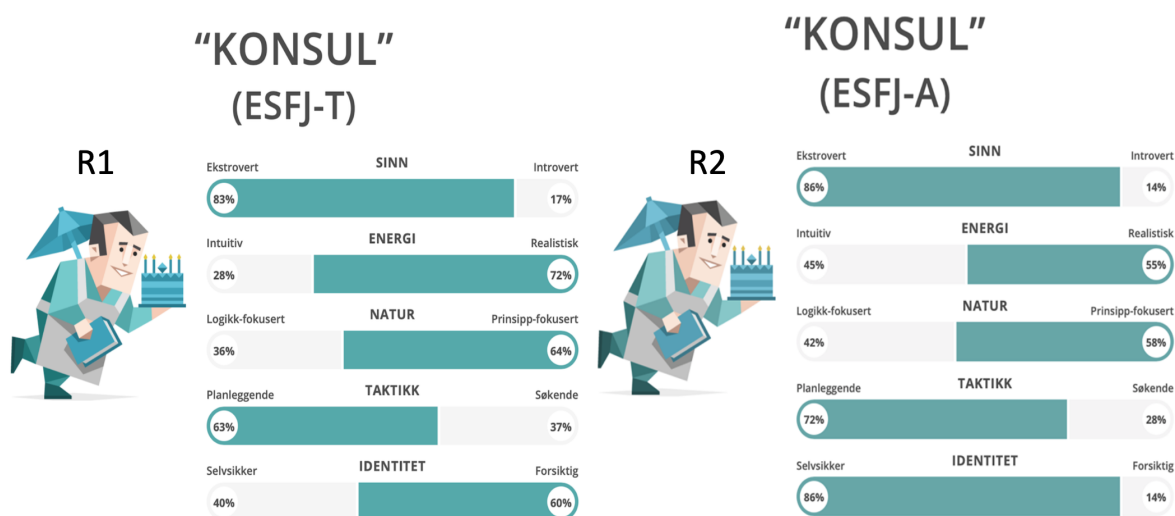 “KONSUL”
(ESFJ-T)
R1
SINN
Ekstrovert Introvert
83% 17%
ENERGI
Intuitiv Realistisk
28% 72%
NATUR
Logikk-fokusert Prinsipp-fokusert
36% 64%
TAKTIKK
Planleggende Søkende
63% 37%
IDENTITET
Selvsikker Forsiktig
40% 60%
“KONSUL”
(ESFJ-A)
R2
SINN
Ekstrovert Introvert
86% 14%
ENERGI
Intuitiv Realistisk
45% 55%
NATUR
Logikk-fokusert Prinsipp-fokusert
42% 58%
TAKTIKK
Planleggende Søkende
72% 28%
IDENTITET
Selvsikker Forsiktig
86% 14%